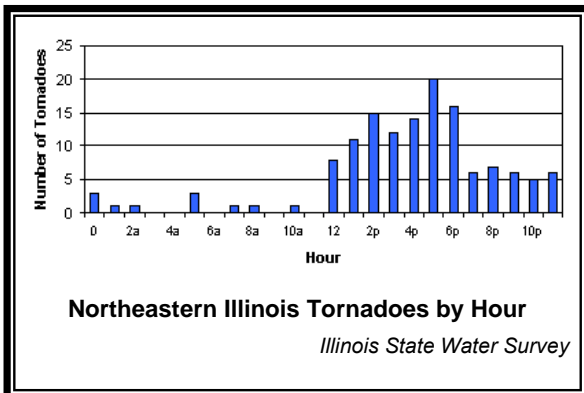 Number of Tornadoes
25
20
15
10
5
0
0 2a 4a 6a 8a 10a 12 2p 4p 6p 8p 10p
Hour
Northeastern Illinois Tornadoes by Hour
Illinois State Water Survey